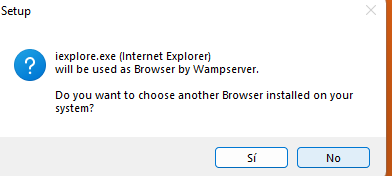 Setup
iexplore.exe (Internet Explorer)
will be used as Browser by Wampserver.
Do you want to choose another Browser installed on your
system?
Sí
No